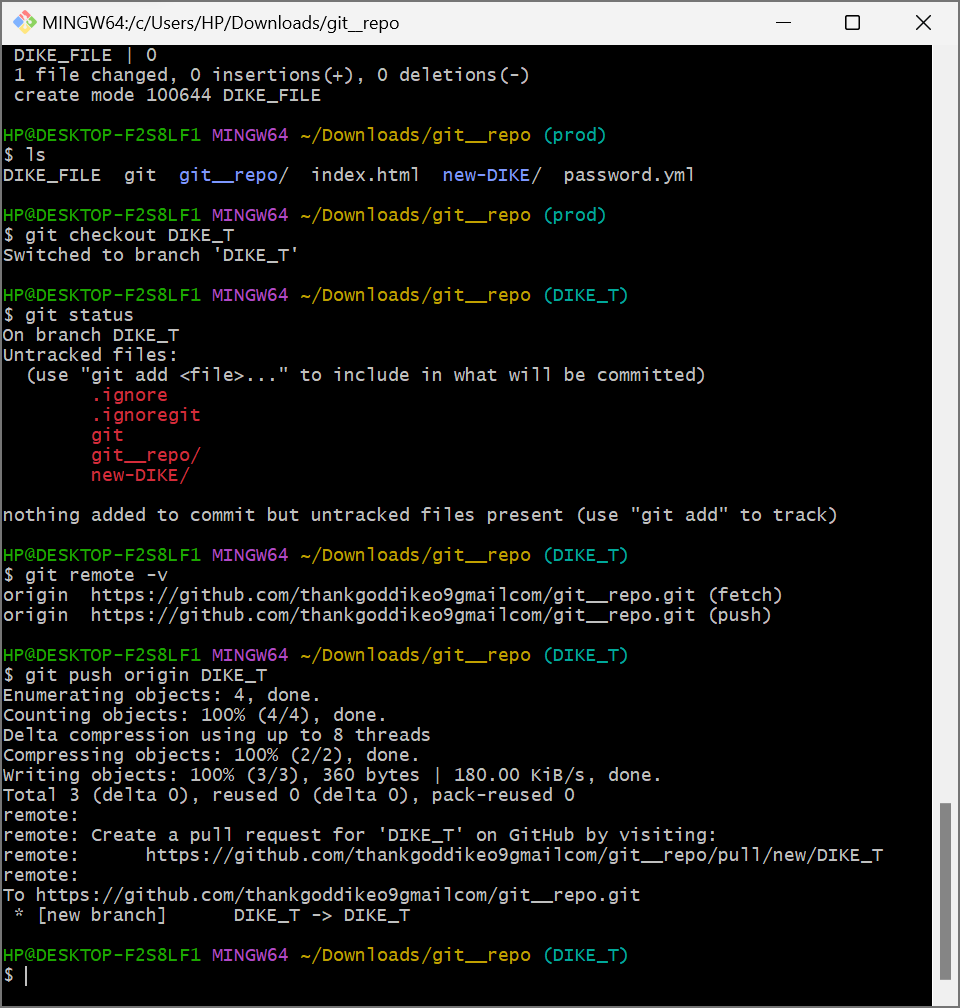 MINGW64:/c/Users/HP/Downloads/git__repo
DIKE_FILE | 0
1 file changed, 0 insertions(+), 0 deletions(-)
create mode 100644 DIKE_FILE
HP@DESKTOP-F2S8LF1 MINGW64 ~/Downloads/git__repo (prod)
$ ls
DIKE_FILE  git  git__repo/  index.html  new-DIKE/  password.yml
HP@DESKTOP-F2S8LF1 MINGW64 ~/Downloads/git__repo (prod)
$ git checkout DIKE_T
Switched to branch 'DIKE_T'
HP@DESKTOP-F2S8LF1 MINGW64 ~/Downloads/git__repo (DIKE_T)
$ git status
On branch DIKE_T
Untracked files:
  (use "git add <file>..." to include in what will be committed)
        .ignore
        .ignoregit
        git
        git__repo/
        new-DIKE/
nothing added to commit but untracked files present (use "git add" to track)
HP@DESKTOP-F2S8LF1 MINGW64 ~/Downloads/git__repo (DIKE_T)
$ git remote -v
origin  https://github.com/thankgoddikeo9gmailcom/git__repo.git (fetch)
origin  https://github.com/thankgoddikeo9gmailcom/git__repo.git (push)
HP@DESKTOP-F2S8LF1 MINGW64 ~/Downloads/git__repo (DIKE_T)
$ git push origin DIKE_T
Enumerating objects: 4, done.
Counting objects: 100% (4/4), done.
Delta compression using up to 8 threads
Compressing objects: 100% (2/2), done.
Writing objects: 100% (3/3), 360 bytes | 180.00 KiB/s, done.
Total 3 (delta 0), reused 0 (delta 0), pack-reused 0
remote:
remote: Create a pull request for 'DIKE_T' on GitHub by visiting:
remote:      https://github.com/thankgoddikeo9gmailcom/git__repo/pull/new/DIKE_T
remote:
To https://github.com/thankgoddikeo9gmailcom/git__repo.git
 * [new branch]      DIKE_T -> DIKE_T
HP@DESKTOP-F2S8LF1 MINGW64 ~/Downloads/git__repo (DIKE_T)
$